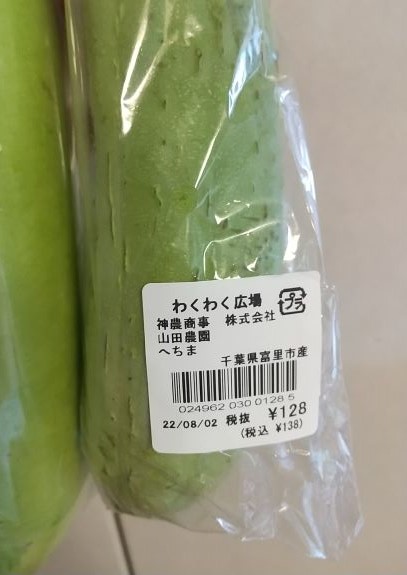 わくわく広場
プラ
神農商事 株式会社
山田農園
へちま
千葉県富里市産
024962 030 0128 5
22/08/02 税抜 ¥128
(税込 ¥138)